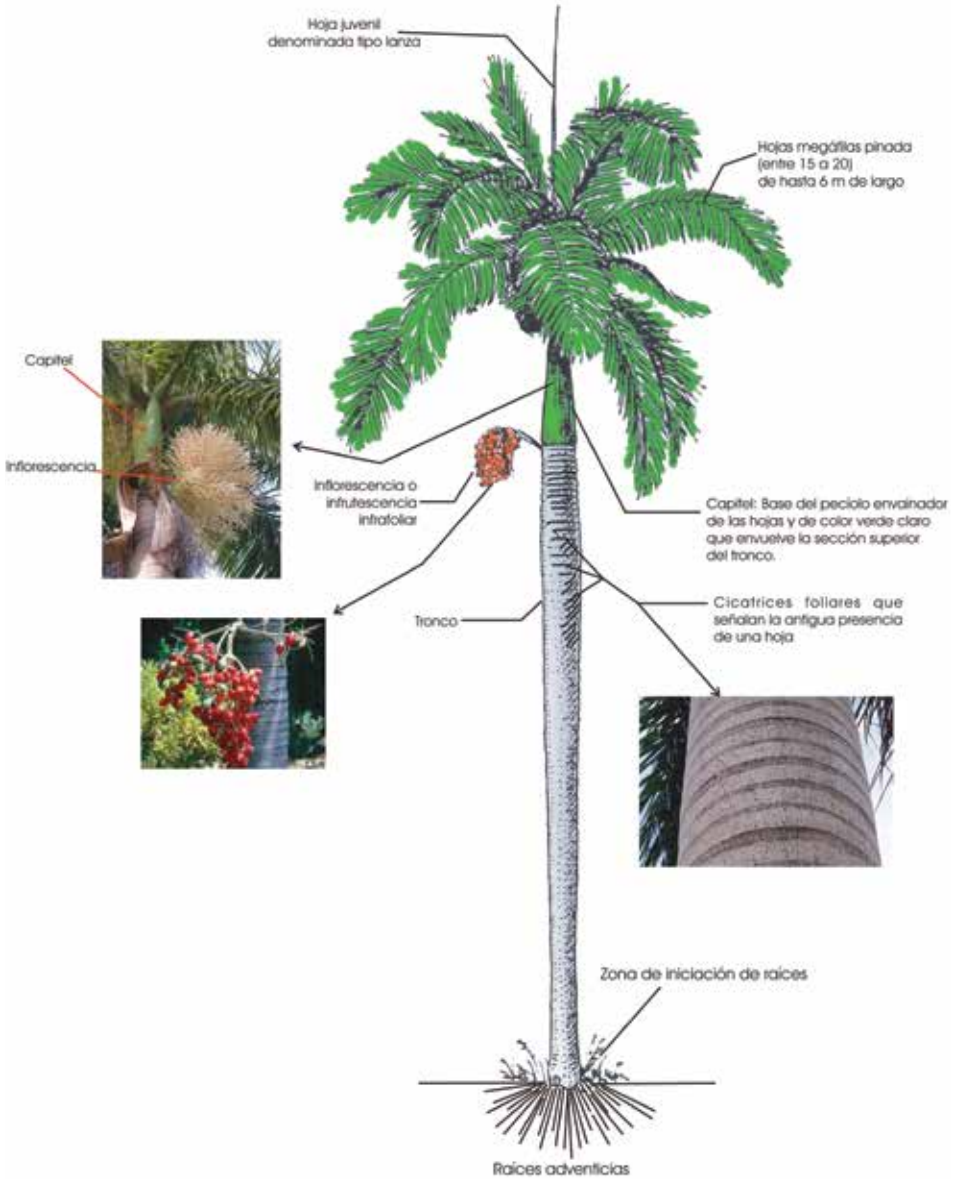 Hoja juvenil
denominada tipo lanza
Hojas megáfilas pinada
(entre 15 a 20)
de hasta 6 m de largo
Capitel
Inflorescencia
Inflorescencia o
infrutescencia
infrafoliar
Capitel: Base del pecíolo envainador
de las hojas y de color verde claro
que envuelve la sección superior
del tronco.
Tronco
Cicatrices foliares que
señalan la antigua presencia
de una hoja
Zona de iniciación de raíces
Raíces adventicias